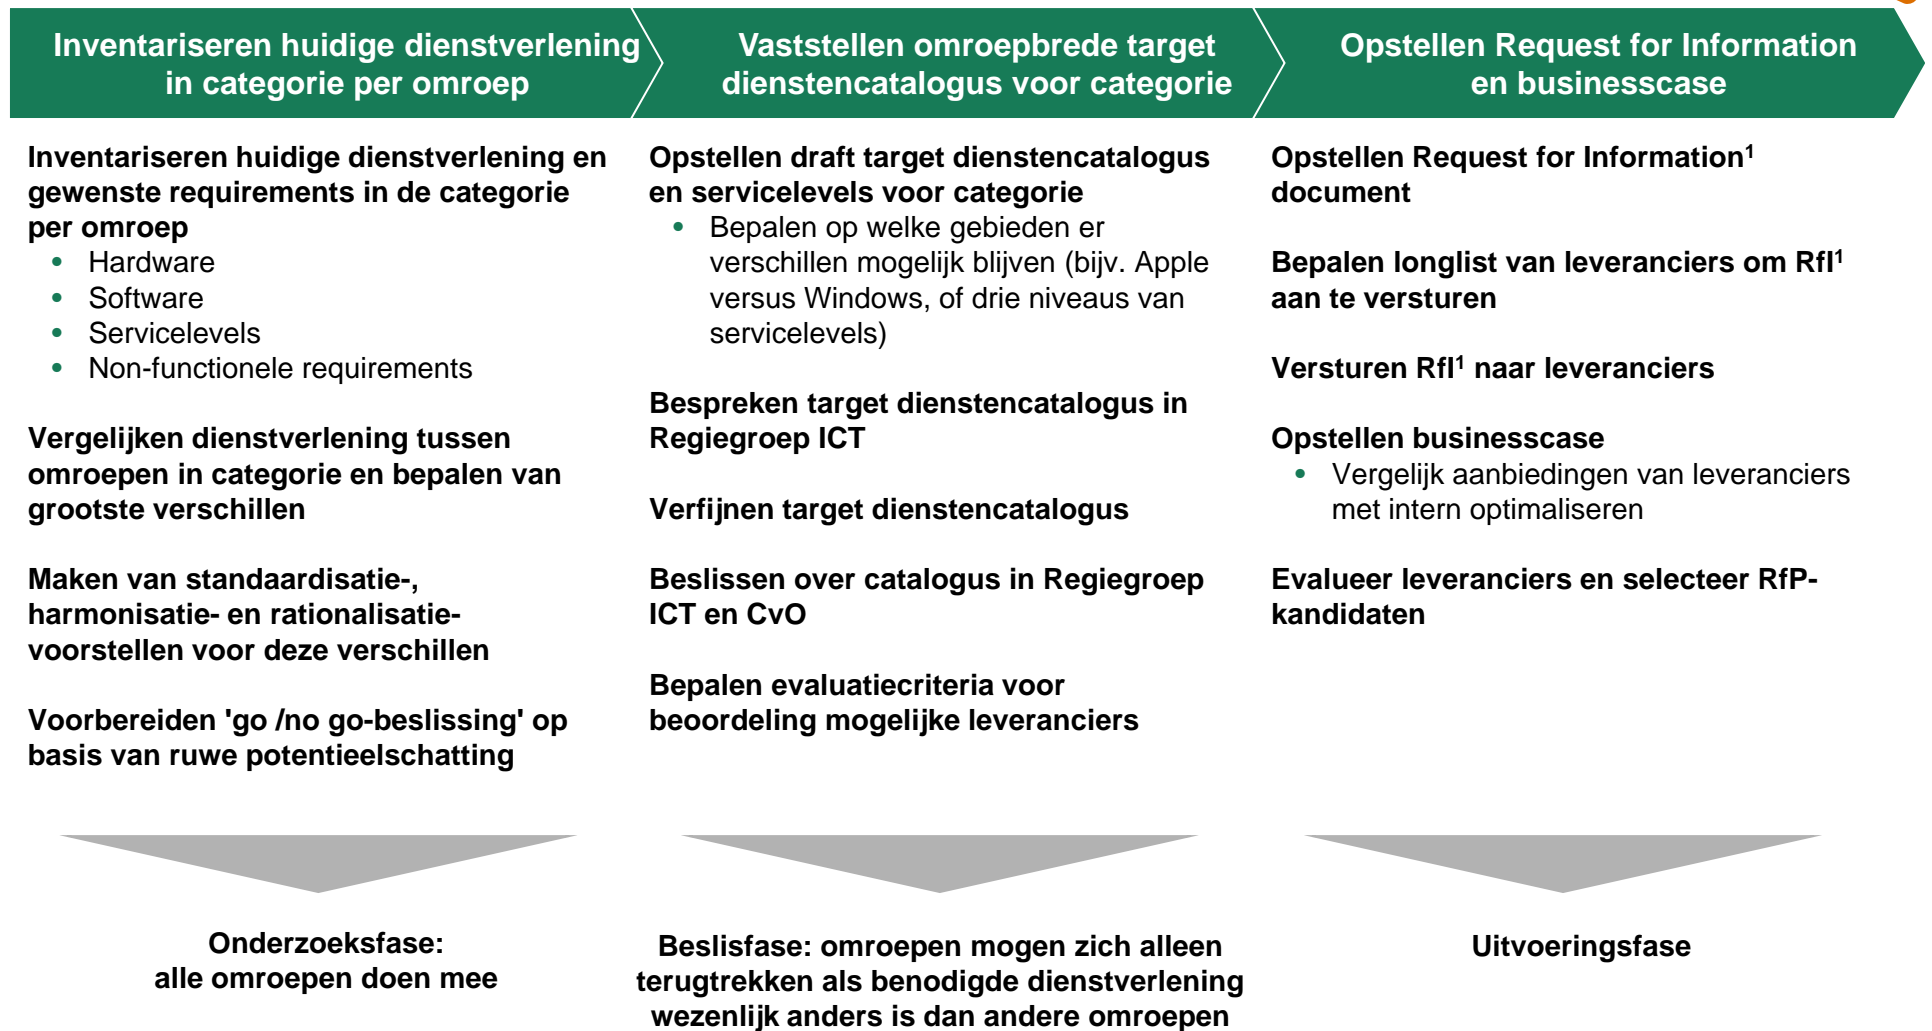 Inventariseren huidige dienstverlening
in categorie per omroep
Vaststellen omroepbrede target
dienstencatalogus voor categorie
Opstellen Request for Information
en businesscase
Inventariseren huidige dienstverlening en
gewenste requirements in de categorie
per omroep
• Hardware
• Software
• Servicelevels
• Non-functionele requirements
Vergelijken dienstverlening tussen
omroepen in categorie en bepalen van
grootste verschillen
Maken van standaardisatie-,
harmonisatie- en rationalisatie-
voorstellen voor deze verschillen
Voorbereiden 'go /no go-beslissing' op
basis van ruwe potentieelschatting
Opstellen draft target dienstencatalogus
en servicelevels voor categorie
• Bepalen op welke gebieden er
verschillen mogelijk blijven (bijv. Apple
versus Windows, of drie niveaus van
servicelevels)
Bespreken target dienstencatalogus in
Regiegroep ICT
Verfijnen target dienstencatalogus
Beslissen over catalogus in Regiegroep
ICT en CvO
Bepalen evaluatiecriteria voor
beoordeling mogelijke leveranciers
Opstellen Request for Information¹
document
Bepalen longlist van leveranciers om RfI¹
aan te versturen
Versturen RfI¹ naar leveranciers
Opstellen businesscase
• Vergelijk aanbiedingen van leveranciers
met intern optimaliseren
Evalueer leveranciers en selecteer RfP-
kandidaten
Onderzoeksfase:
alle omroepen doen mee
Beslisfase: omroepen mogen zich alleen
terugtrekken als benodigde dienstverlening
wezenlijk anders is dan andere omroepen
Uitvoeringsfase